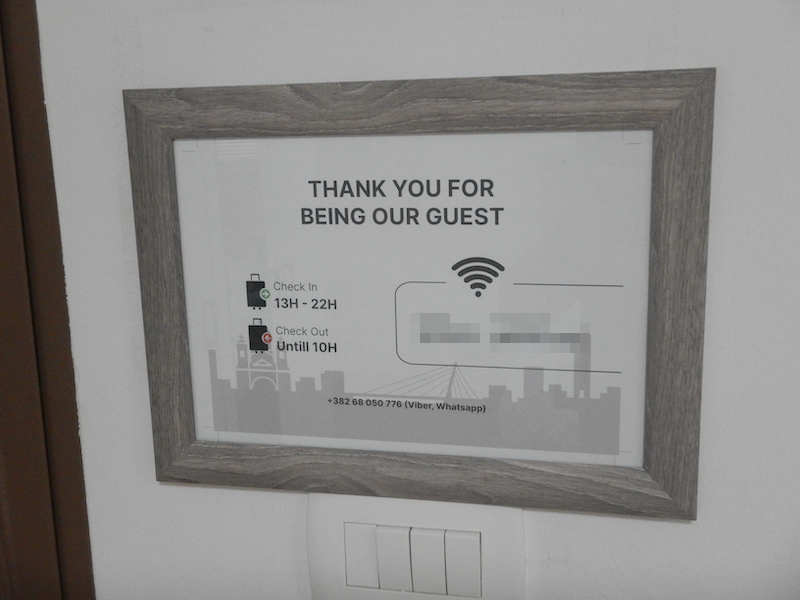 THANK YOU FOR
BEING OUR GUEST
Check In
13H - 22H
Check Out
Untill 10H
+382 68 050 776 (Viber, Whatsapp)